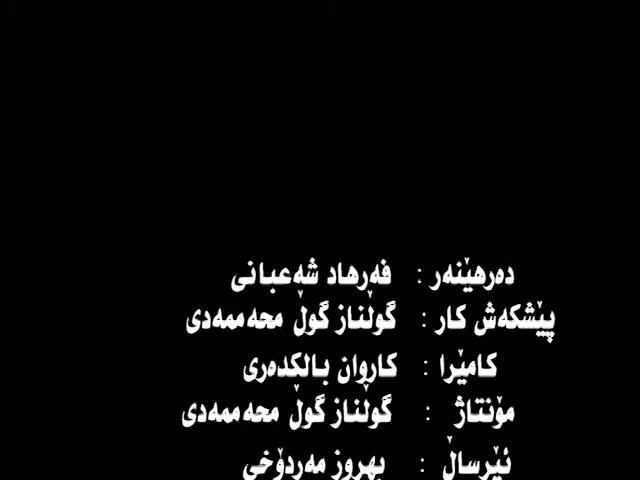 دەرهێنەر : فەرهاد شەعبانی
پێشکەش کار : گوڵناز گوڵ محەممەدی
کامێرا : کاروان باڵکدەری
مۆنتاژ : گوڵناز گوڵ محەممەدی
ئێرساڵ : بهروز مەردۆخی